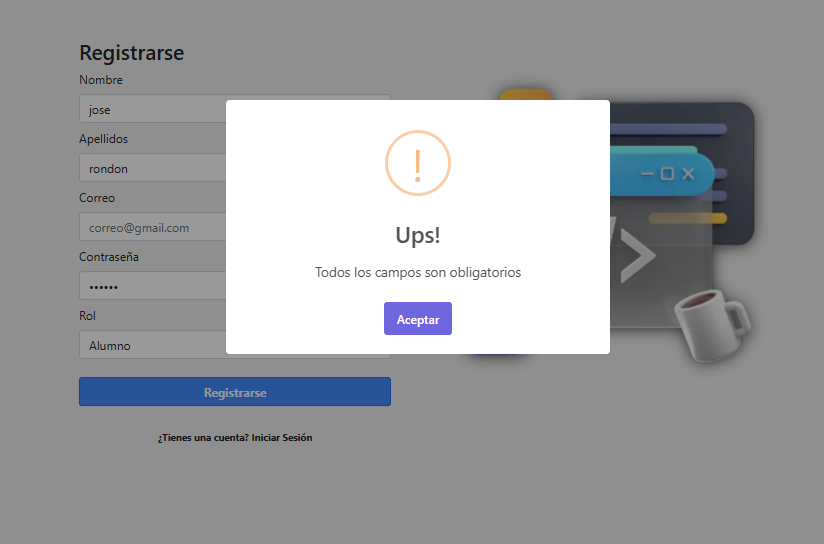 Registrarse
Nombre
jose
Apellidos
rondon
Correo
correo@gmail.com
Contraseña
••••••
Rol
Alumno
Registrarse
¿Tienes una cuenta? Iniciar Sesión
!
Ups!
Todos los campos son obligatorios
Aceptar